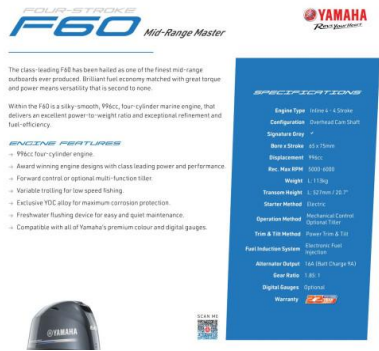 FOUR-STROKE
F60 Mid-Range Master
YAMAHA
Revs Your Heart
The class-leading F60 has been hailed as one of the finest mid-range
outboards ever produced. Brilliant fuel economy matched with great torque
and power means versatility that is second to none.
Within the F60 is a silky-smooth, 996cc, four-cylinder marine engine, that
delivers an excellent power-to-weight ratio and exceptional refinement and
fuel-efficiency.
ENGINE FEATURES
→ 996cc four-cylinder engine.
→ Award winning engine designs with class leading power and performance.
→ Forward control or optional multi-function tiller
→ Variable trolling for low speed fishing.
→ Exclusive YDC alloy for maximum corrosion protection.
→ Freshwater flushing device for easy and quiet maintenance.
→ Compatible with all of Yamaha's premium colour and digital gauges.
SPECIFICATIONS
Engine Type Inline 4 - 4 Stroke
Configuration Overhead Cam Shaft
Signature Grey
Bore x Stroke 65 x 75mm
Displacement 996cc
Rec. Max RPM 5000-6000
Weight L: 113kg
Transom Height L: 527mm / 20.7"
Starter Method Electric
Operation Method Mechanical Control
Optional Tiller
Trim & Tilt Method Power Trim & Tilt
Fuel Induction System Electronic Fuel
Injection
Alternator Output 16A (Batt Charge 9A)
Gear Ratio 1.85:1
Digital Gauges Optional
Warranty
SCAN ME
YAMAHA